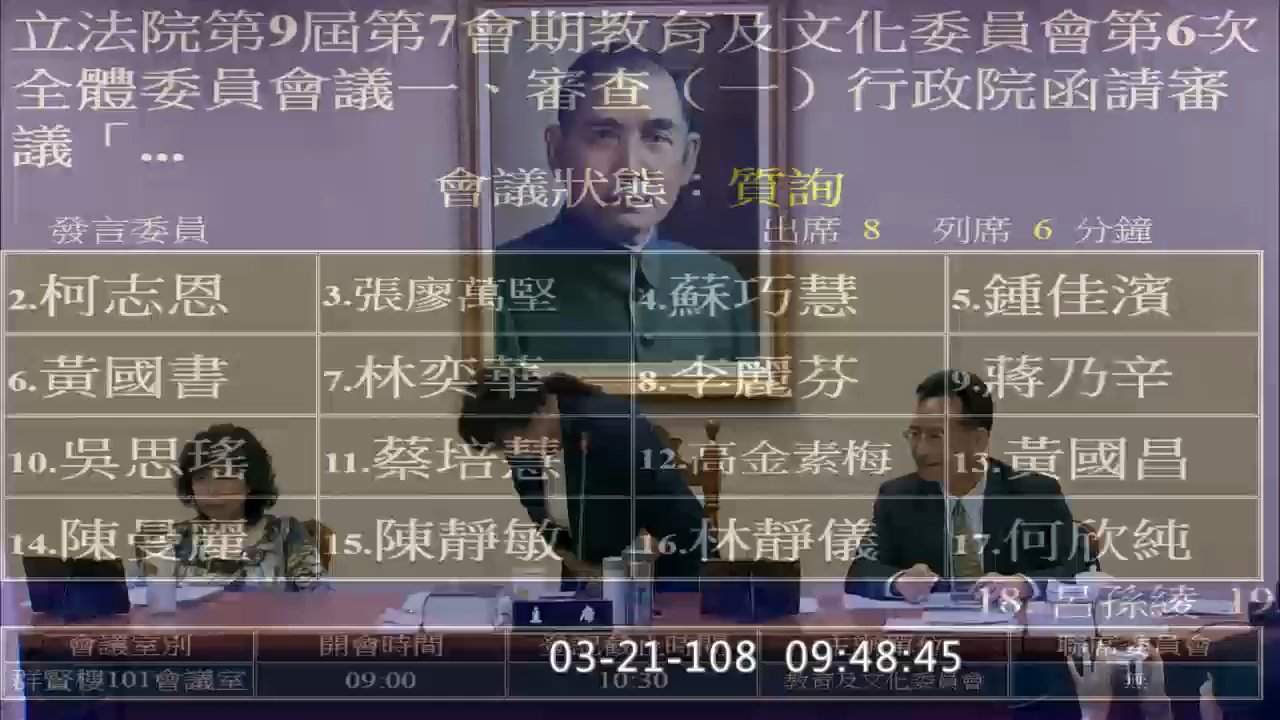 立法院第9屆第7會期教育及文化委員會第6次
全體委員會議一、審查（一）行政院函請審
議「...
會議狀態：質詢
發言委員 出席 8 列席 6 分鐘
2.柯志恩 3.張廖萬堅 4.蘇巧慧 5.鍾佳濱
6.黃國書 7.林奕華 8.李麗芬 9.蔣乃辛
10.吳思瑤 11.蔡培慧 12.高金素梅 13.黃國昌
14.陳曼麗 15.陳靜敏 16.林靜儀 17.何欣純
18. 呂孫綾 19
主 席
會議室別 開會時間 聯席委員會
03-21-108 09:48:45
群賢樓101會議室 09:00 10:30 教育及文化委員會 無